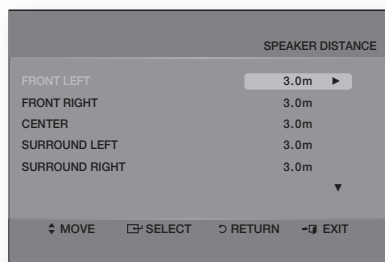 SPEAKER DISTANCE
FRONT LEFT 3.0m ►
FRONT RIGHT 3.0m
CENTER 3.0m
SURROUND LEFT 3.0m
SURROUND RIGHT 3.0m
▼
MOVE SELECT RETURN EXIT